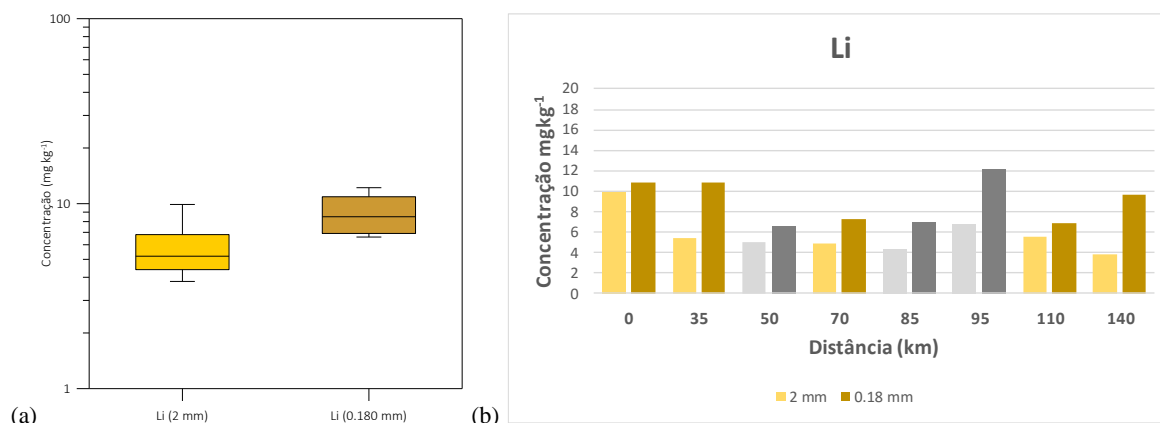 100
10
1
Concentração (mg kg⁻¹)
Li (2 mm)
Li (0.180 mm)
(a)
Li
20
18
16
14
12
10
8
6
4
2
0
Concentração mgkg⁻¹
0 35 50 70 85 95 110 140
Distância (km)
2 mm 0.18 mm
(b)